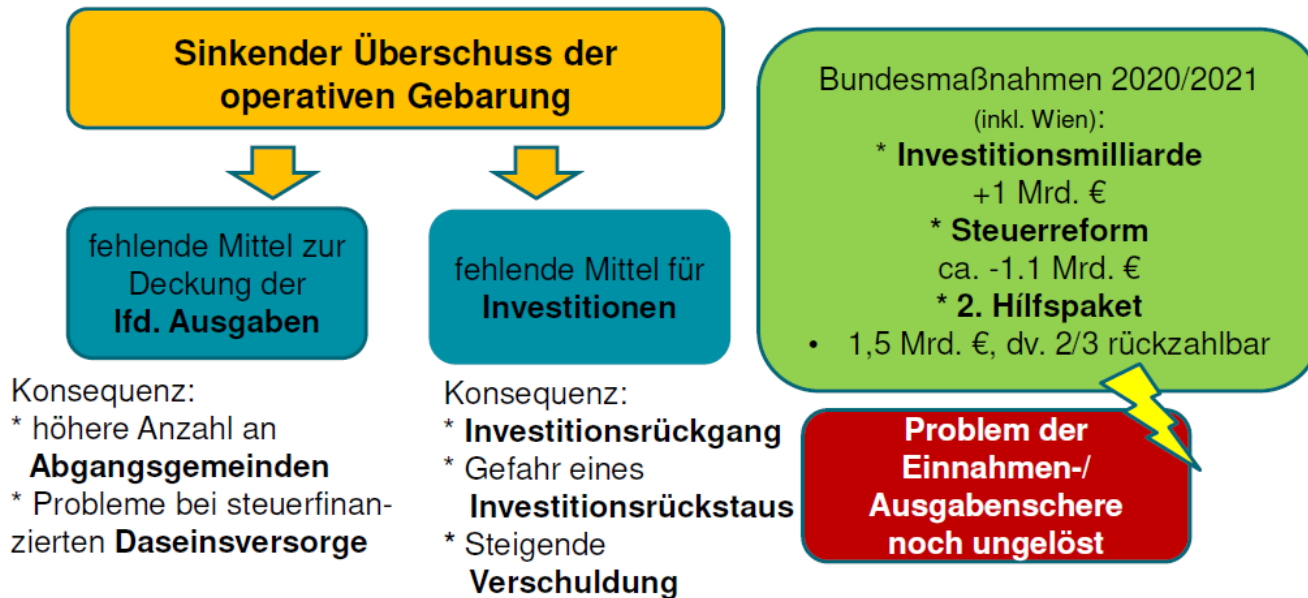 Sinkender Überschuss der
operativen Gebarung
fehlende Mittel zur
Deckung der
lfd. Ausgaben
Konsequenz:
* höhere Anzahl an
Abgangsgemeinden
* Probleme bei steuerfinan-
zierten Daseinsversorge
fehlende Mittel für
Investitionen
Konsequenz:
* Investitionsrückgang
* Gefahr eines
Investitionsrückstaus
* Steigende
Verschuldung
Bundesmaßnahmen 2020/2021
(inkl. Wien):
* Investitionsmilliarde
+1 Mrd. €
* Steuerreform
ca. -1.1 Mrd. €
* 2. Hílfspaket
• 1,5 Mrd. €, dv. 2/3 rückzahlbar
Problem der
Einnahmen-/
Ausgabenschere
noch ungelöst